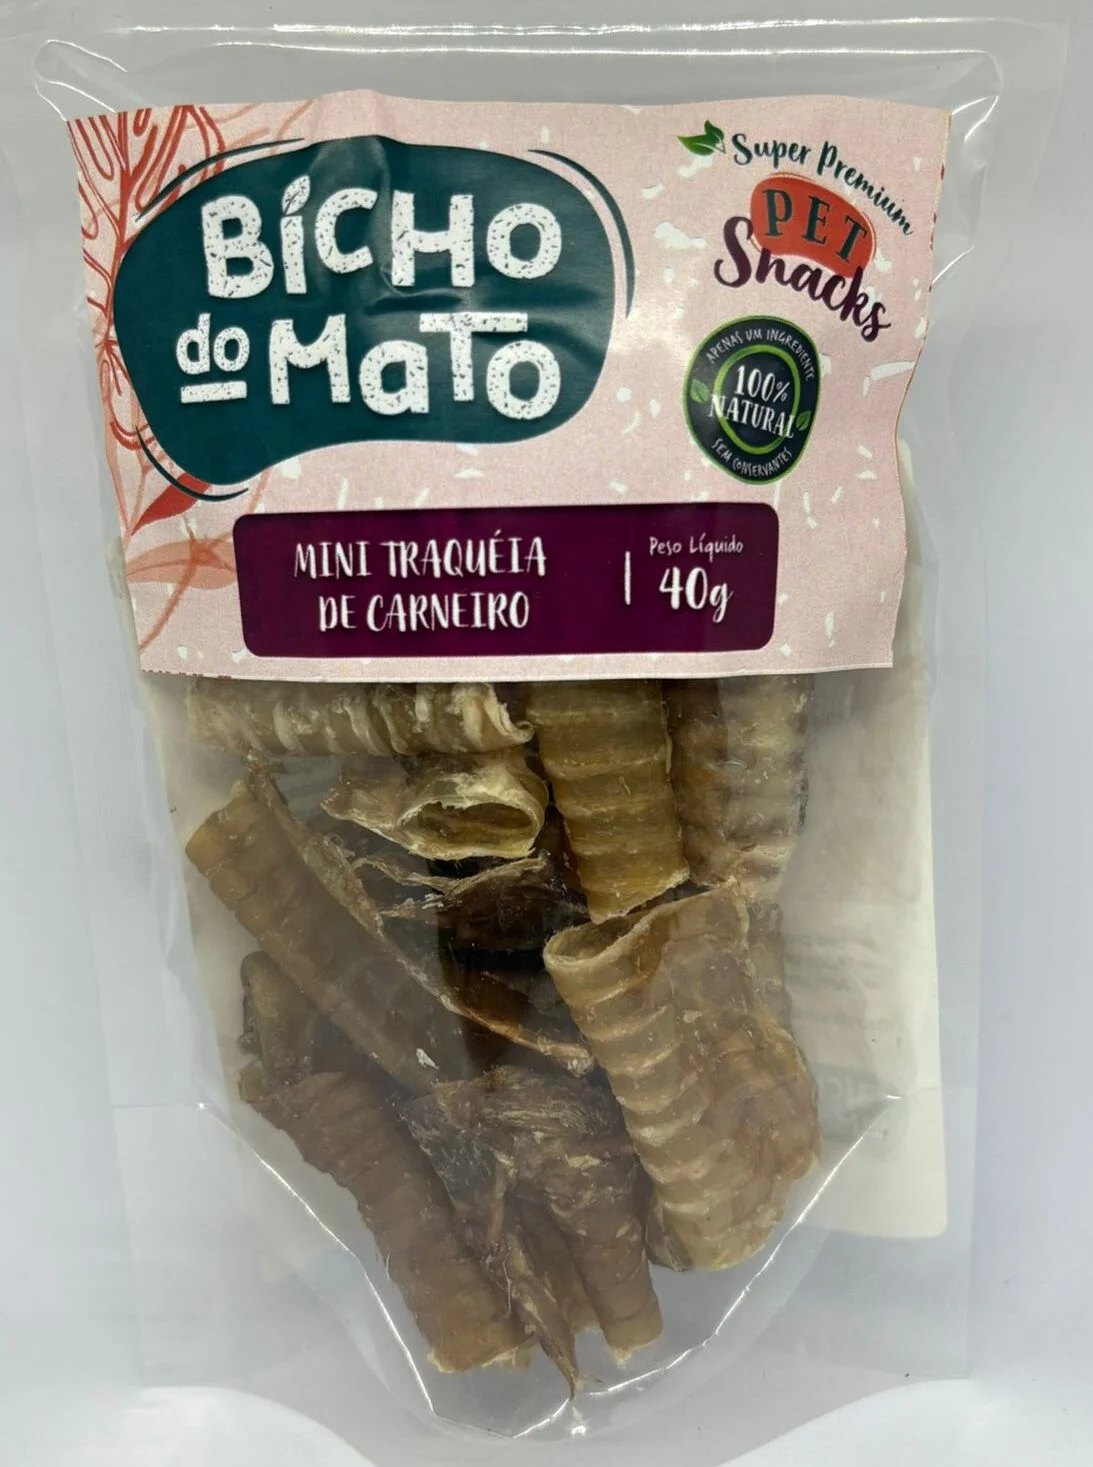 BÍCHO
do MaTo
Super Premium
PET
Snacks
APENAS UM INGREDIENTE
100%
NATURAL
SEM CONSERVANTES
MINI TRAQUÉIA
DE CARNEIRO
Peso Líquido
40g